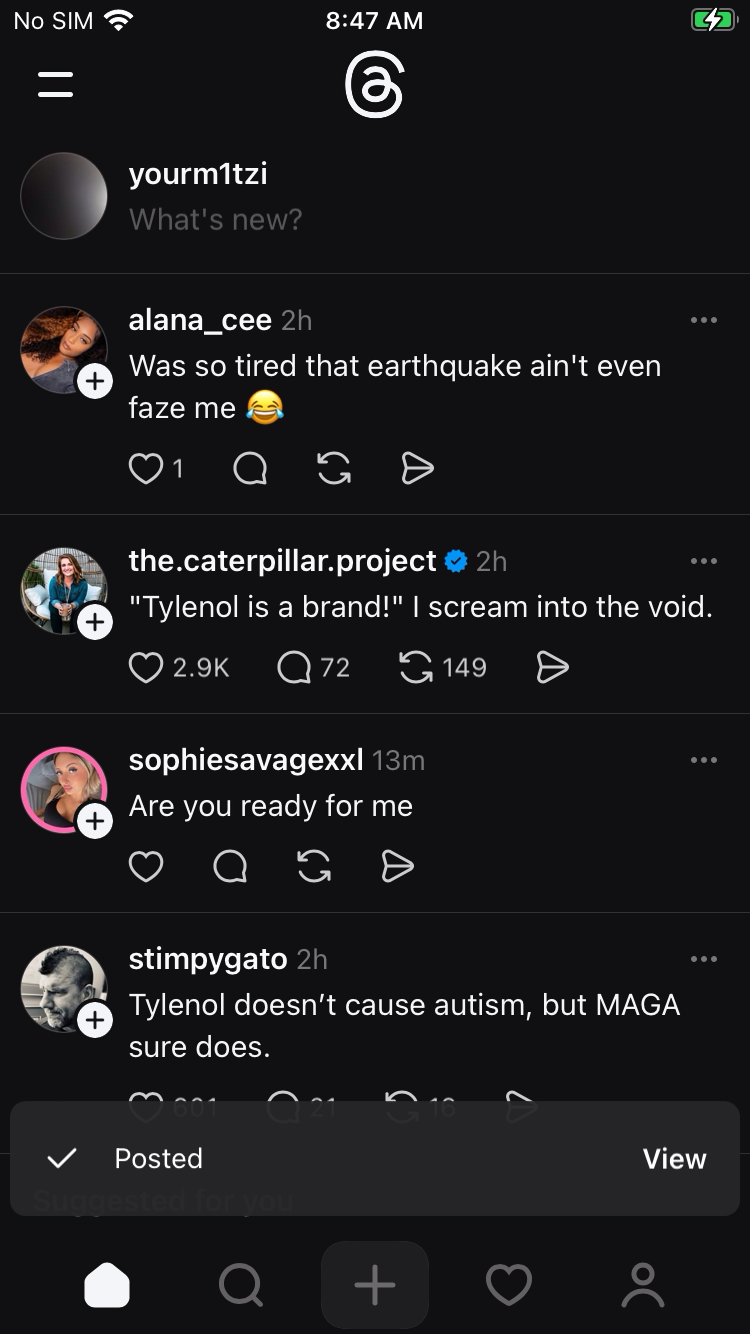 No SIM 8:47 AM
yourm1tzi
What's new?
alana_cee 2h
Was so tired that earthquake ain't even
faze me 😂
1
the.caterpillar.project 2h
"Tylenol is a brand!" I scream into the void.
2.9K 72 149
sophiesavagexxl 13m
Are you ready for me
stimpygato 2h
Tylenol doesn’t cause autism, but MAGA
sure does.
601 21 16
Posted View
Suggested for you